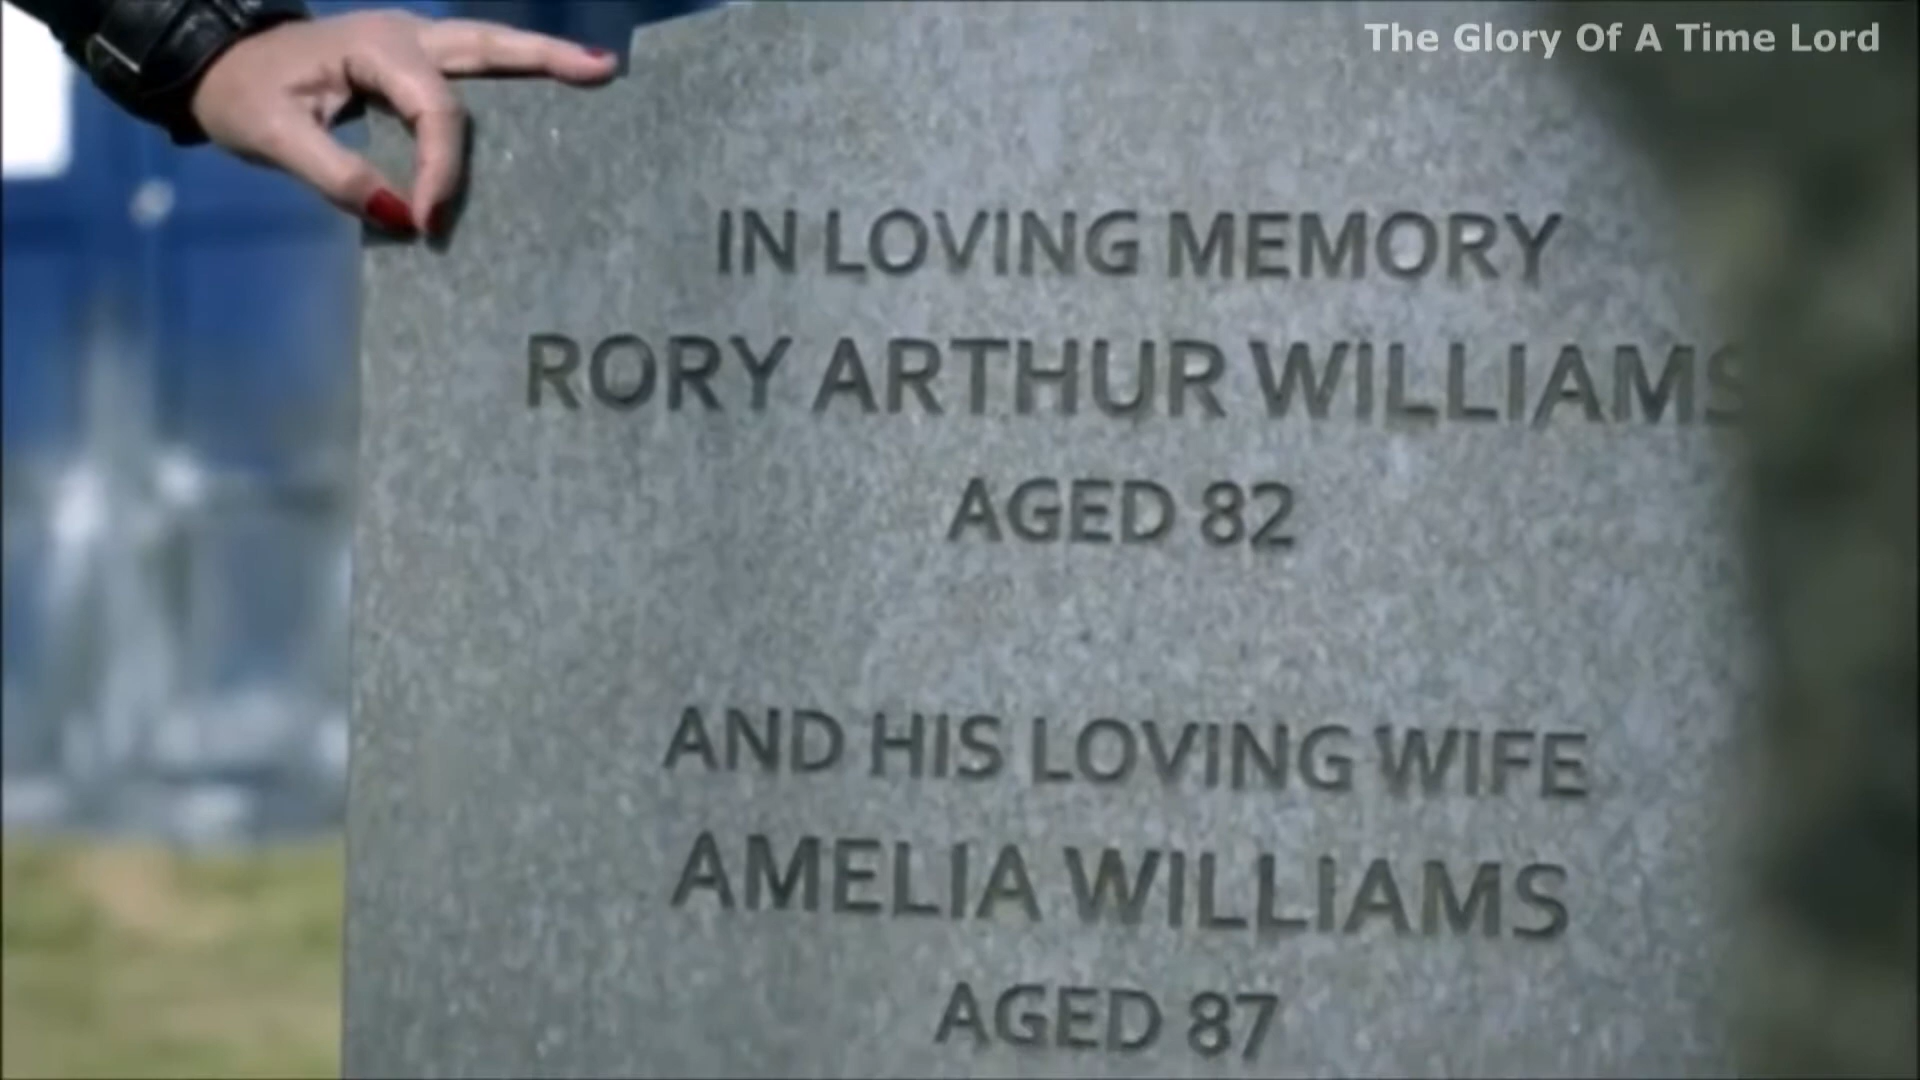 The Glory Of A Time Lord
IN LOVING MEMORY
RORY ARTHUR WILLIAMS
AGED 82
AND HIS LOVING WIFE
AMELIA WILLIAMS
AGED 87